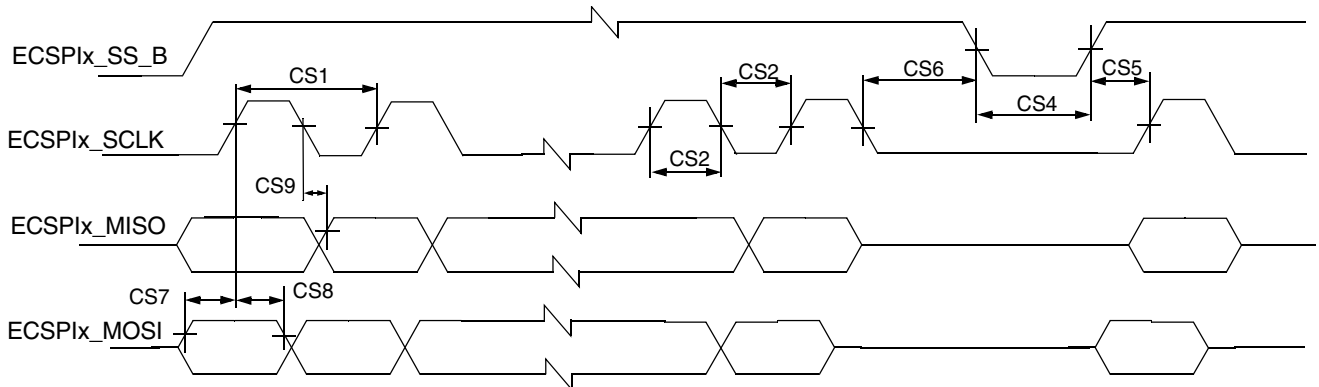 ECSPIx_SS_B
CS1
CS2
CS6
CS5
CS4
ECSPIx_SCLK
CS2
CS9
ECSPIx_MISO
CS7
CS8
ECSPIx_MOSI